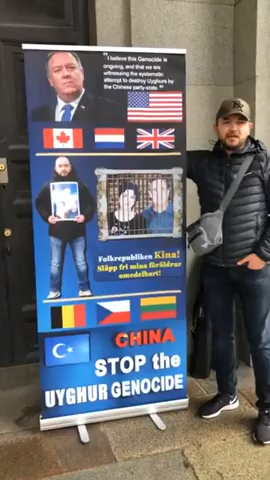 "I believe this Genocide is
ongoing, and that we are
witnessing the systematic
attempt to destroy Uyghurs by
the Chinese party-state."
Folkrepubliken Kina!
Släpp fri mina föräldrar
omedelbart!
CHINA
STOP the
UYGHUR GENOCIDE